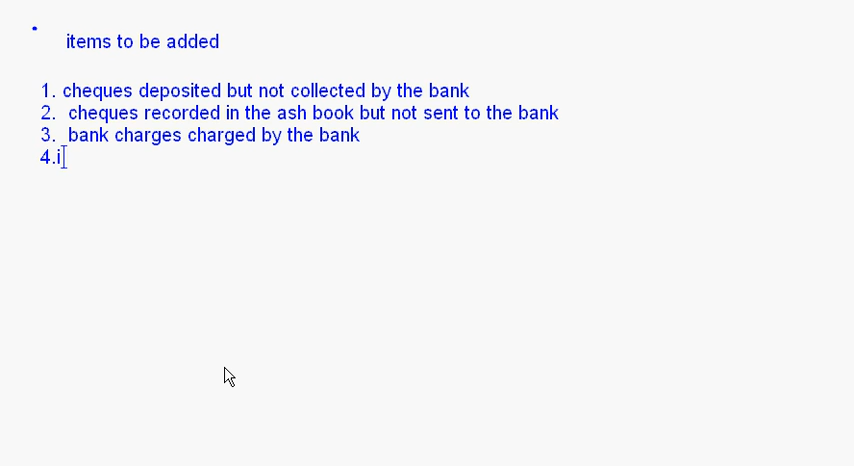 items to be added
1. cheques deposited but not collected by the bank
2. cheques recorded in the ash book but not sent to the bank
3. bank charges charged by the bank
4.i